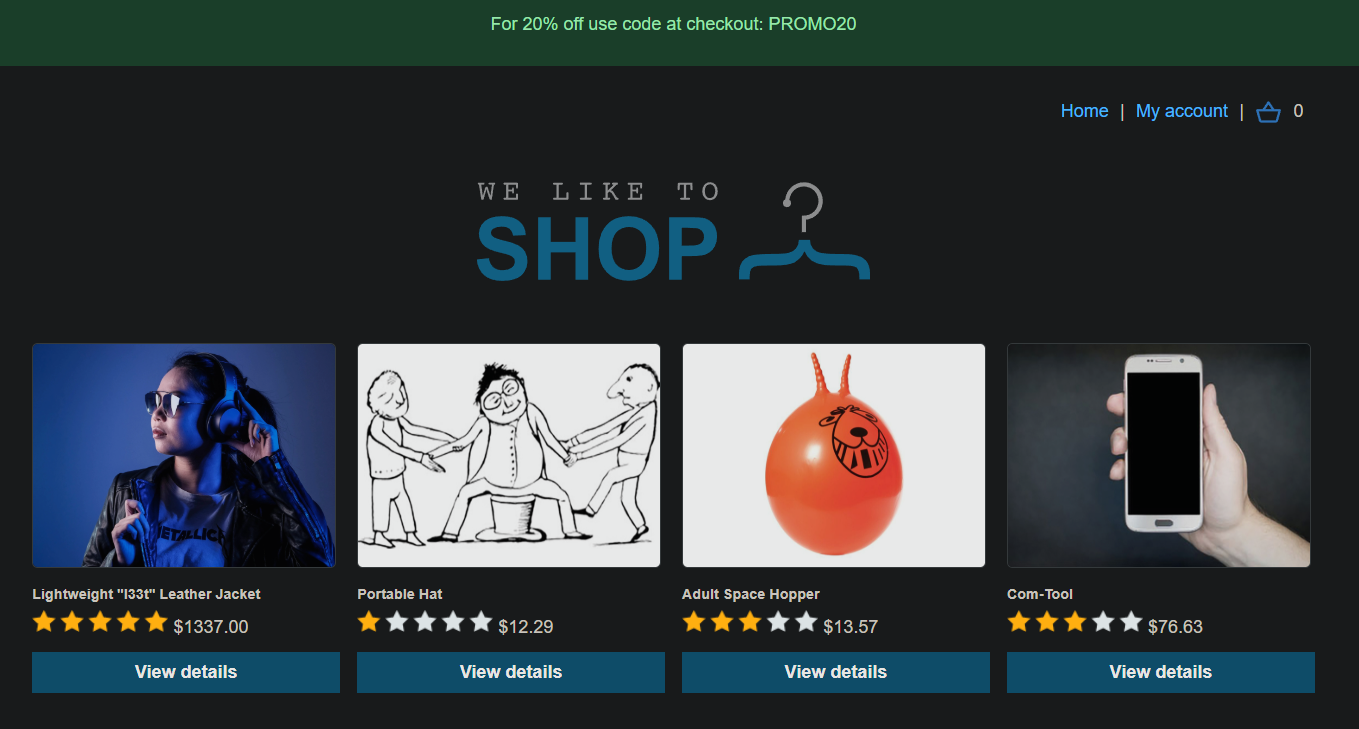 For 20% off use code at checkout: PROMO20
Home | My account | 0
WE LIKE TO
SHOP
METALLICA
Lightweight "l33t" Leather Jacket
$1337.00
View details
Portable Hat
$12.29
View details
Adult Space Hopper
$13.57
View details
Com-Tool
$76.63
View details